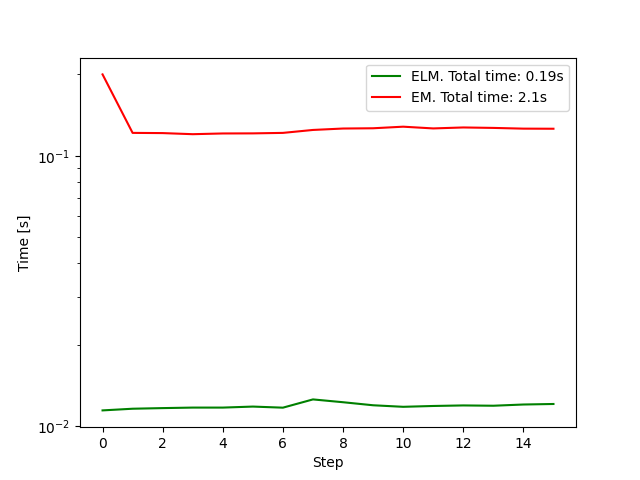 ELM. Total time: 0.19s
EM. Total time: 2.1s
10⁻¹
Time [s]
10⁻²
0 2 4 6 8 10 12 14
Step